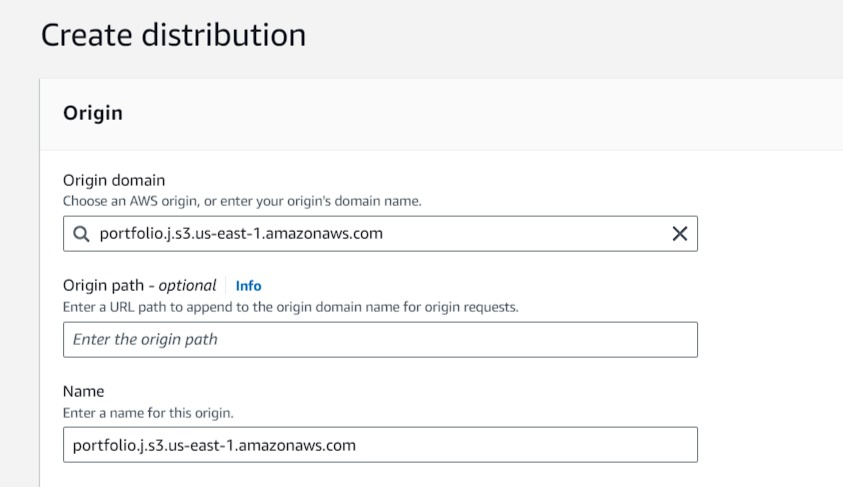 Create distribution
Origin
Origin domain
Choose an AWS origin, or enter your origin's domain name.
portfolio.j.s3.us-east-1.amazonaws.com
Origin path - optional Info
Enter a URL path to append to the origin domain name for origin requests.
Enter the origin path
Name
Enter a name for this origin.
portfolio.j.s3.us-east-1.amazonaws.com